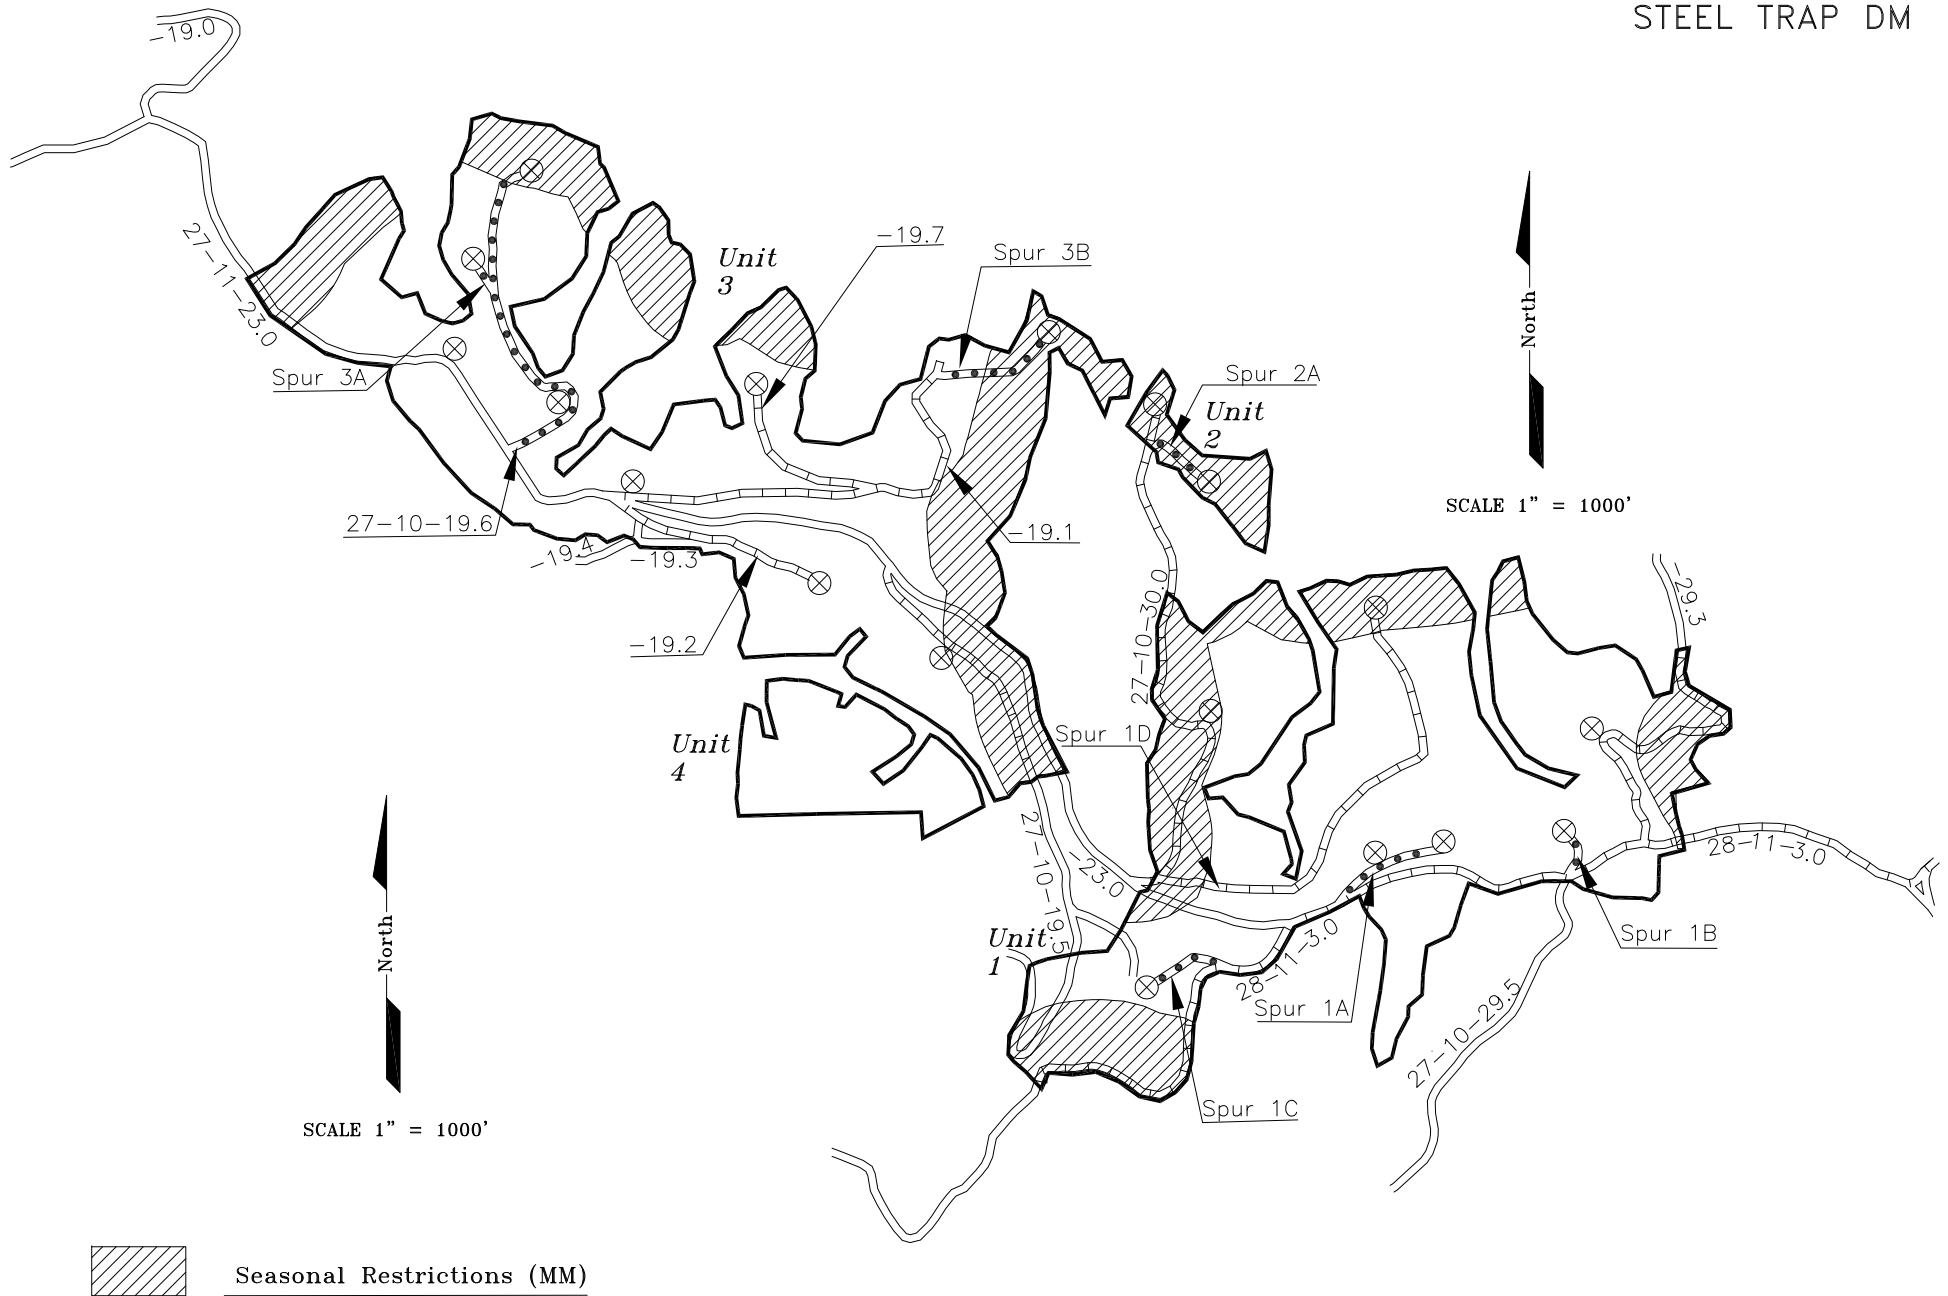 STEEL TRAP DM
-19.0
27-11-23.0
Unit
3
-19.7
Spur 3B
North
Spur 3A
Spur 2A
Unit
2
SCALE 1" = 1000'
27-10-19.6
-19.4
-19.3
-19.1
-19.2
27-10-30.0
-29.3
Unit
4
Spur 1D
27-10-19.5
-23.0
28-11-3.0
North
Unit
1
28-11-3.0
Spur 1B
Spur 1A
27-10-29.5
Spur 1C
SCALE 1" = 1000'
Seasonal Restrictions (MM)